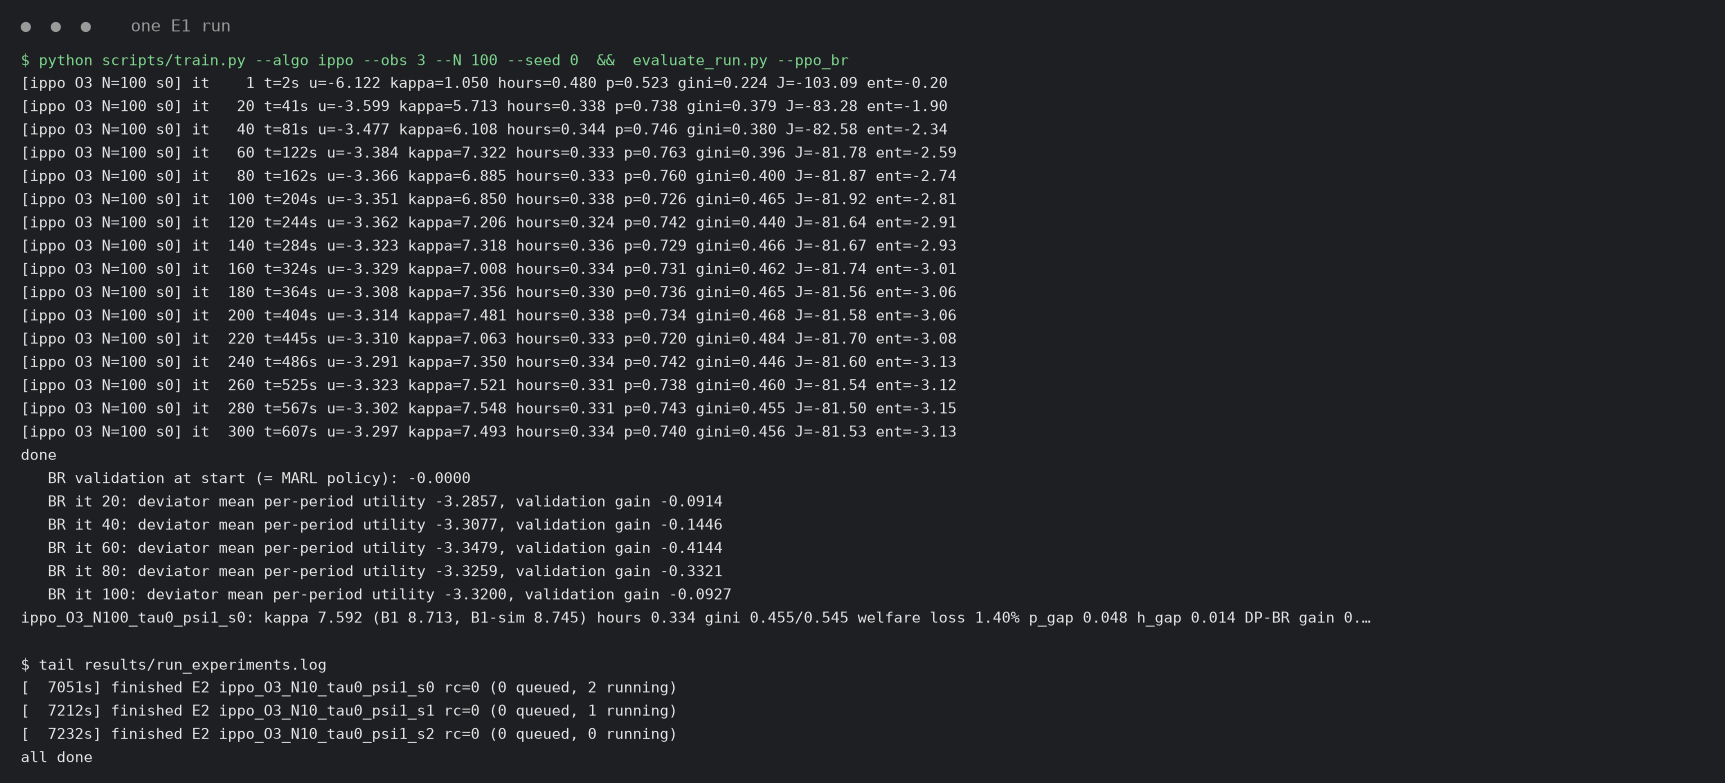 one E1 run
$ python scripts/train.py --algo ippo --obs 3 --N 100 --seed 0  &&  evaluate_run.py --ppo_br
[ippo O3 N=100 s0] it    1 t=2s u=-6.122 kappa=1.050 hours=0.480 p=0.523 gini=0.224 J=-103.09 ent=-0.20
[ippo O3 N=100 s0] it   20 t=41s u=-3.599 kappa=5.713 hours=0.338 p=0.738 gini=0.379 J=-83.28 ent=-1.90
[ippo O3 N=100 s0] it   40 t=81s u=-3.477 kappa=6.108 hours=0.344 p=0.746 gini=0.380 J=-82.58 ent=-2.34
[ippo O3 N=100 s0] it   60 t=122s u=-3.384 kappa=7.322 hours=0.333 p=0.763 gini=0.396 J=-81.78 ent=-2.59
[ippo O3 N=100 s0] it   80 t=162s u=-3.366 kappa=6.885 hours=0.333 p=0.760 gini=0.400 J=-81.87 ent=-2.74
[ippo O3 N=100 s0] it  100 t=204s u=-3.351 kappa=6.850 hours=0.338 p=0.726 gini=0.465 J=-81.92 ent=-2.81
[ippo O3 N=100 s0] it  120 t=244s u=-3.362 kappa=7.206 hours=0.324 p=0.742 gini=0.440 J=-81.64 ent=-2.91
[ippo O3 N=100 s0] it  140 t=284s u=-3.323 kappa=7.318 hours=0.336 p=0.729 gini=0.466 J=-81.67 ent=-2.93
[ippo O3 N=100 s0] it  160 t=324s u=-3.329 kappa=7.008 hours=0.334 p=0.731 gini=0.462 J=-81.74 ent=-3.01
[ippo O3 N=100 s0] it  180 t=364s u=-3.308 kappa=7.356 hours=0.330 p=0.736 gini=0.465 J=-81.56 ent=-3.06
[ippo O3 N=100 s0] it  200 t=404s u=-3.314 kappa=7.481 hours=0.338 p=0.734 gini=0.468 J=-81.58 ent=-3.06
[ippo O3 N=100 s0] it  220 t=445s u=-3.310 kappa=7.063 hours=0.333 p=0.720 gini=0.484 J=-81.70 ent=-3.08
[ippo O3 N=100 s0] it  240 t=486s u=-3.291 kappa=7.350 hours=0.334 p=0.742 gini=0.446 J=-81.60 ent=-3.13
[ippo O3 N=100 s0] it  260 t=525s u=-3.323 kappa=7.521 hours=0.331 p=0.738 gini=0.460 J=-81.54 ent=-3.12
[ippo O3 N=100 s0] it  280 t=567s u=-3.302 kappa=7.548 hours=0.331 p=0.743 gini=0.455 J=-81.50 ent=-3.15
[ippo O3 N=100 s0] it  300 t=607s u=-3.297 kappa=7.493 hours=0.334 p=0.740 gini=0.456 J=-81.53 ent=-3.13
done
   BR validation at start (= MARL policy): -0.0000
   BR it 20: deviator mean per-period utility -3.2857, validation gain -0.0914
   BR it 40: deviator mean per-period utility -3.3077, validation gain -0.1446
   BR it 60: deviator mean per-period utility -3.3479, validation gain -0.4144
   BR it 80: deviator mean per-period utility -3.3259, validation gain -0.3321
   BR it 100: deviator mean per-period utility -3.3200, validation gain -0.0927
ippo_O3_N100_tau0_psi1_s0: kappa 7.592 (B1 8.713, B1-sim 8.745) hours 0.334 gini 0.455/0.545 welfare loss 1.40% p_gap 0.048 h_gap 0.014 DP-BR gain 0.…
$ tail results/run_experiments.log
[  7051s] finished E2 ippo_O3_N10_tau0_psi1_s0 rc=0 (0 queued, 2 running)
[  7212s] finished E2 ippo_O3_N10_tau0_psi1_s1 rc=0 (0 queued, 1 running)
[  7232s] finished E2 ippo_O3_N10_tau0_psi1_s2 rc=0 (0 queued, 0 running)
all done